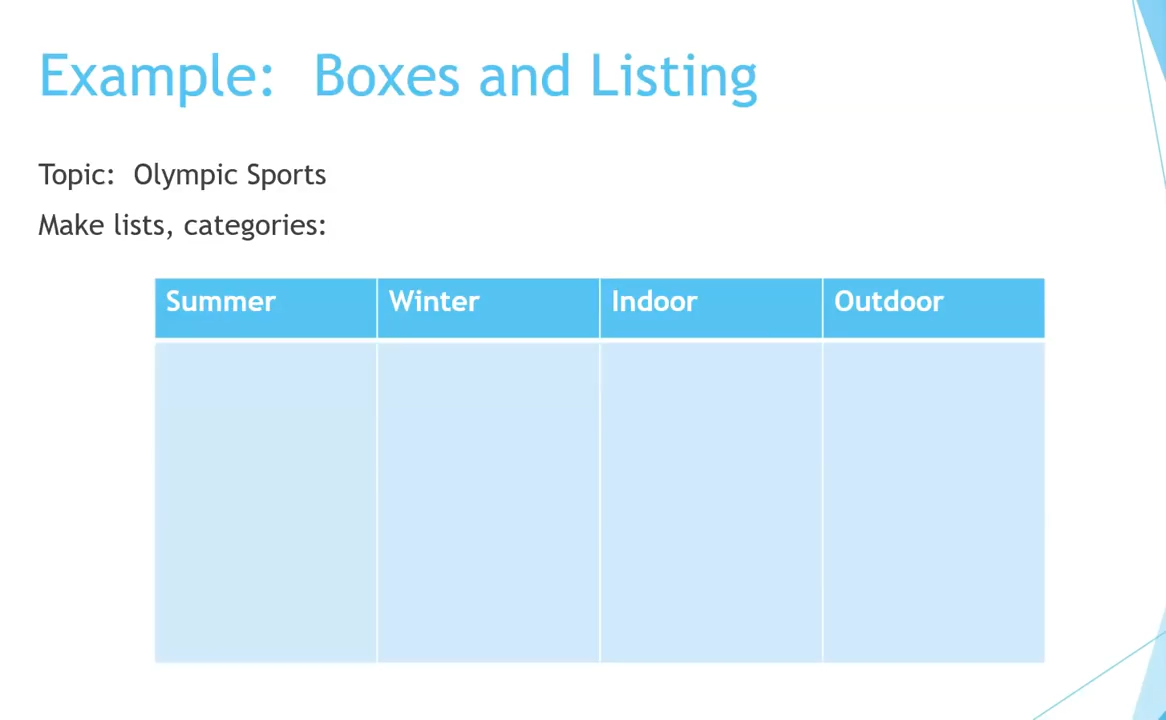 Example:  Boxes and Listing
Topic:  Olympic Sports
Make lists, categories:
Summer Winter Indoor Outdoor